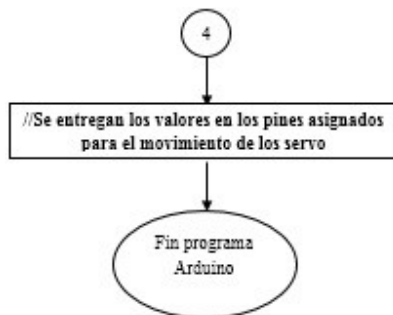 4
//Se entregan los valores en los pines asignados
para el movimiento de los servo
Fin programa
Arduino